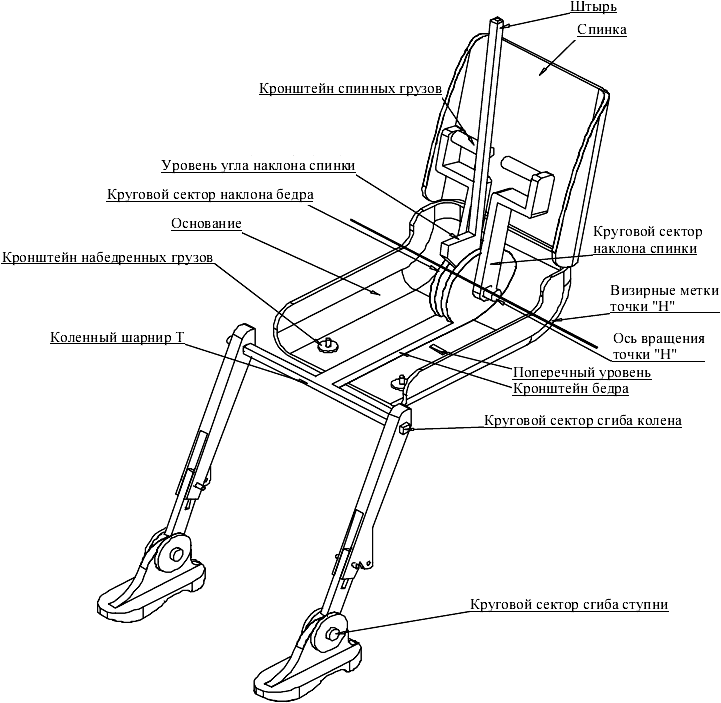 Штырь
Спинка
Кронштейн спинных грузов
Уровень угла наклона спинки
Круговой сектор наклона бедра
Основание
Кронштейн набедренных грузов
Коленный шарнир Т
Круговой сектор
наклона спинки
Визирные метки
точки "Н"
Ось вращения
точки "Н"
Поперечный уровень
Кронштейн бедра
Круговой сектор сгиба колена
Круговой сектор сгиба ступни